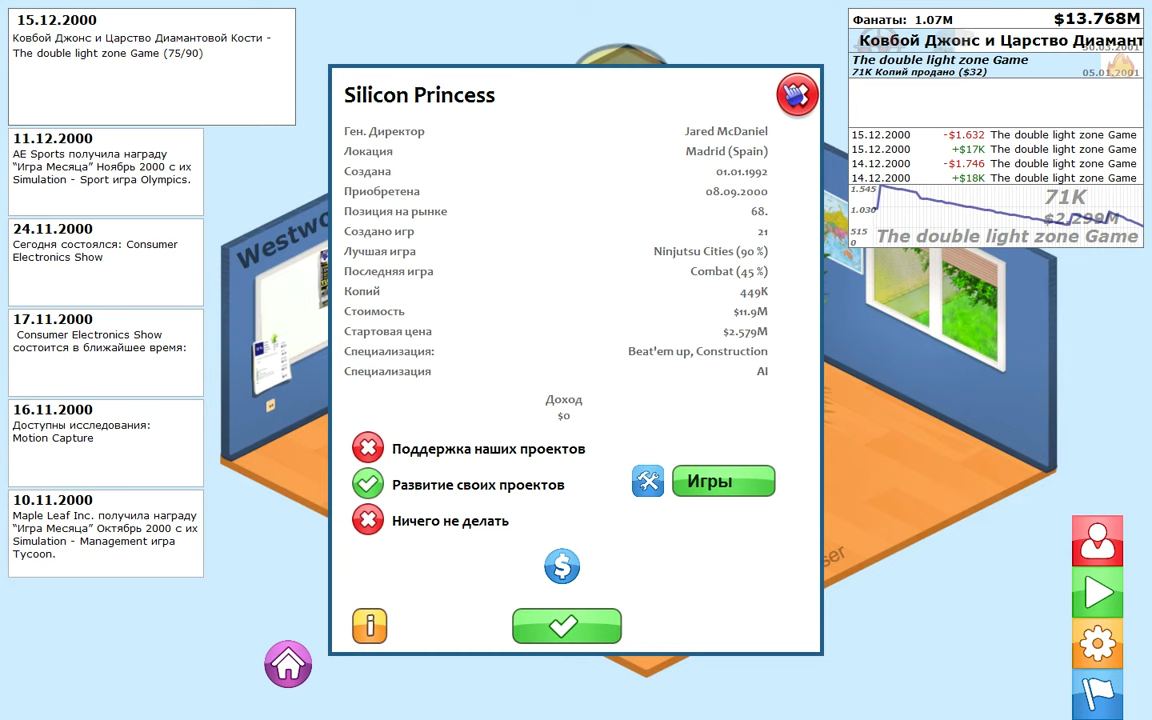 15.12.2000
Ковбой Джонс и Царство Диамантовой Кости -
The double light zone Game (75/90)
11.12.2000
AE Sports получила награду
“Игра Месяца” Ноябрь 2000 с их
Simulation - Sport игра Olympics.
24.11.2000
Сегодня состоялся: Consumer
Electronics Show
17.11.2000
Consumer Electronics Show
состоится в ближайшее время:
16.11.2000
Доступны исследования:
Motion Capture
10.11.2000
Maple Leaf Inc. получила награду
“Игра Месяца” Октябрь 2000 с их
Simulation - Management игра
Tycoon.
Westwo
Silicon Princess
Ген. Директор Jared McDaniel
Локация Madrid (Spain)
Создана 01.01.1992
Приобретена 08.09.2000
Позиция на рынке 68.
Создано игр 21
Лучшая игра Ninjutsu Cities (90 %)
Последняя игра Combat (45 %)
Копий 449K
Стоимость $11.9M
Стартовая цена $2.579M
Специализация: Beat'em up, Construction
Специализация AI
Доход
$0
Поддержка наших проектов
Развитие своих проектов
Ничего не делать
Игры
ser
Фанаты: 1.07M $13.768M
Ковбой Джонс и Царство Диамант
30.03.2001
The double light zone Game
71K Копий продано ($32) 05.01.2001
15.12.2000 -$1.632 The double light zone Game
15.12.2000 +$17K The double light zone Game
14.12.2000 -$1.746 The double light zone Game
14.12.2000 +$18K The double light zone Game
1.545
1.030
515
0
71K
$2.299M
The double light zone Game